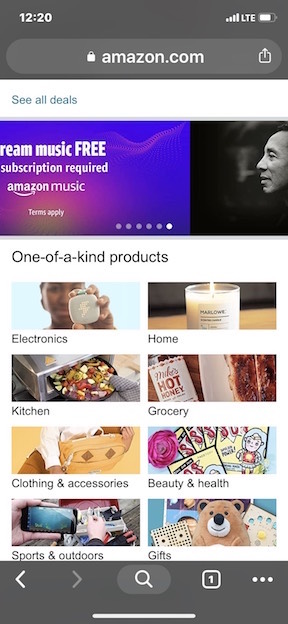 12:20
LTE
amazon.com
See all deals
ream music FREE
subscription required
amazon music
Terms apply
One-of-a-kind products
MARLOWE
Electronics
Home
Mike's
HOT
HONEY
Kitchen
Grocery
Clothing & accessories
Beauty & health
Sports & outdoors
Gifts
1